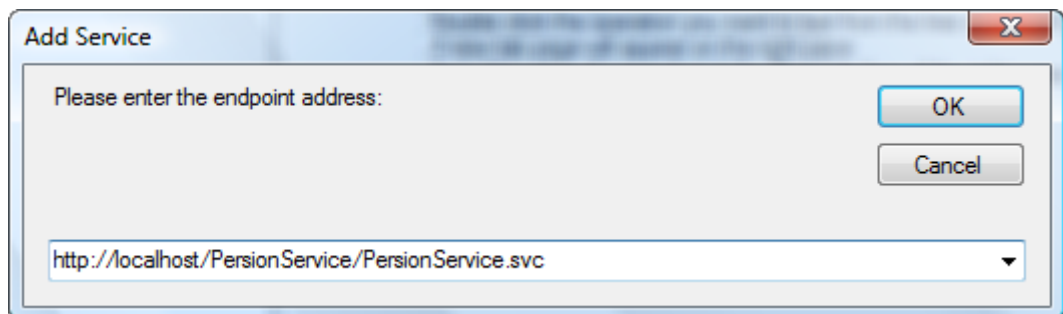 Add Service
Please enter the endpoint address:
OK
Cancel
http://localhost/PersionService/PersionService.svc